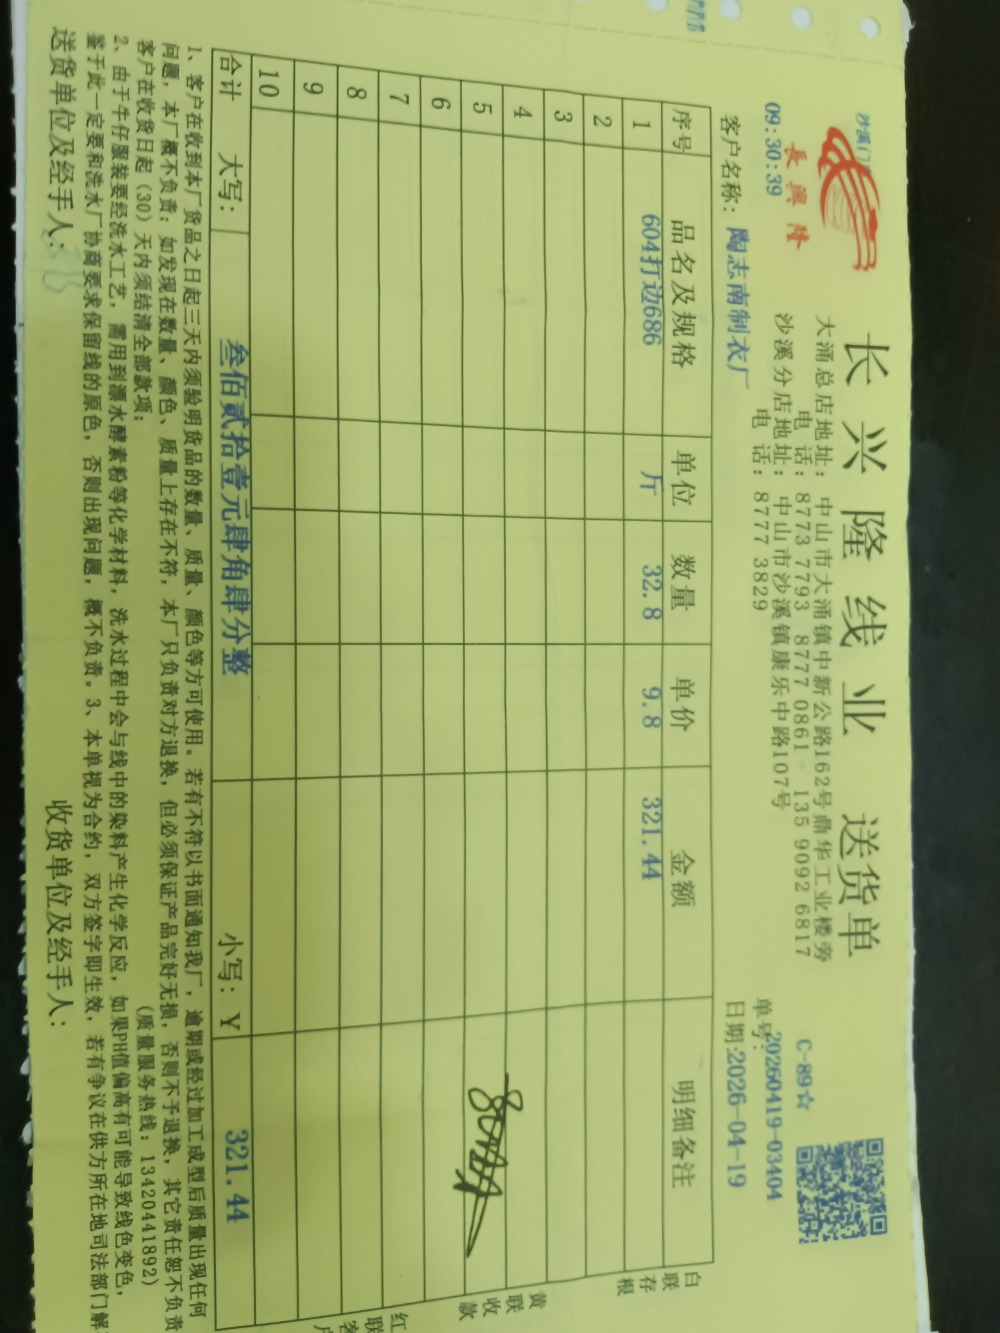 長興隆
长兴隆线业 送货单
C-89☆
沙溪门
09:30:39
大涌总店地址：中山市大涌镇中新公路162号鼎华工业楼旁
电 话：8773 7793 8777 0861 135 9092 6817
沙溪分店地址：中山市沙溪镇康乐中路107号
电 话：8777 3829
单号：20260419-03404
客户名称：陶志南制衣厂
日期:2026-04-19
序号 品名及规格 单位 数量 单价 金额 明细备注
1 604打边686 斤 32.8 9.8 321.44
2
3
4
5
6
7
8
9
10
合计 大写：叁佰贰拾壹元肆角肆分整 小写：￥ 321.44
白联存根
黄联收款
红联客户
1、客户在收到本厂货品之日起三天内须验明货品的数量、质量、颜色等方可使用。若有不符以书面通知我厂，逾期或经过加工成型后质量出现任何
问题，本厂概不负责；如发现在数量、颜色、质量上存在不符，本厂只负责对方退换，但必须保证产品完好无损，否则不予退换，其它责任恕不负责
客户在收货日起（30）天内须结清全部款项；
（质量服务热线：13420441892）
2、由于牛仔服装要经洗水工艺，需用到漂水酵素粉等化学材料，洗水过程中会与线中的染料产生化学反应，如果PH值偏高有可能导致线色变色，
鉴于此一定要和洗水厂协商要求保留线的原色，否则出现问题，概不负责。3、本单视为合约，双方签字即生效，若有争议在供方所在地司法部门解
送货单位及经手人：
收货单位及经手人：